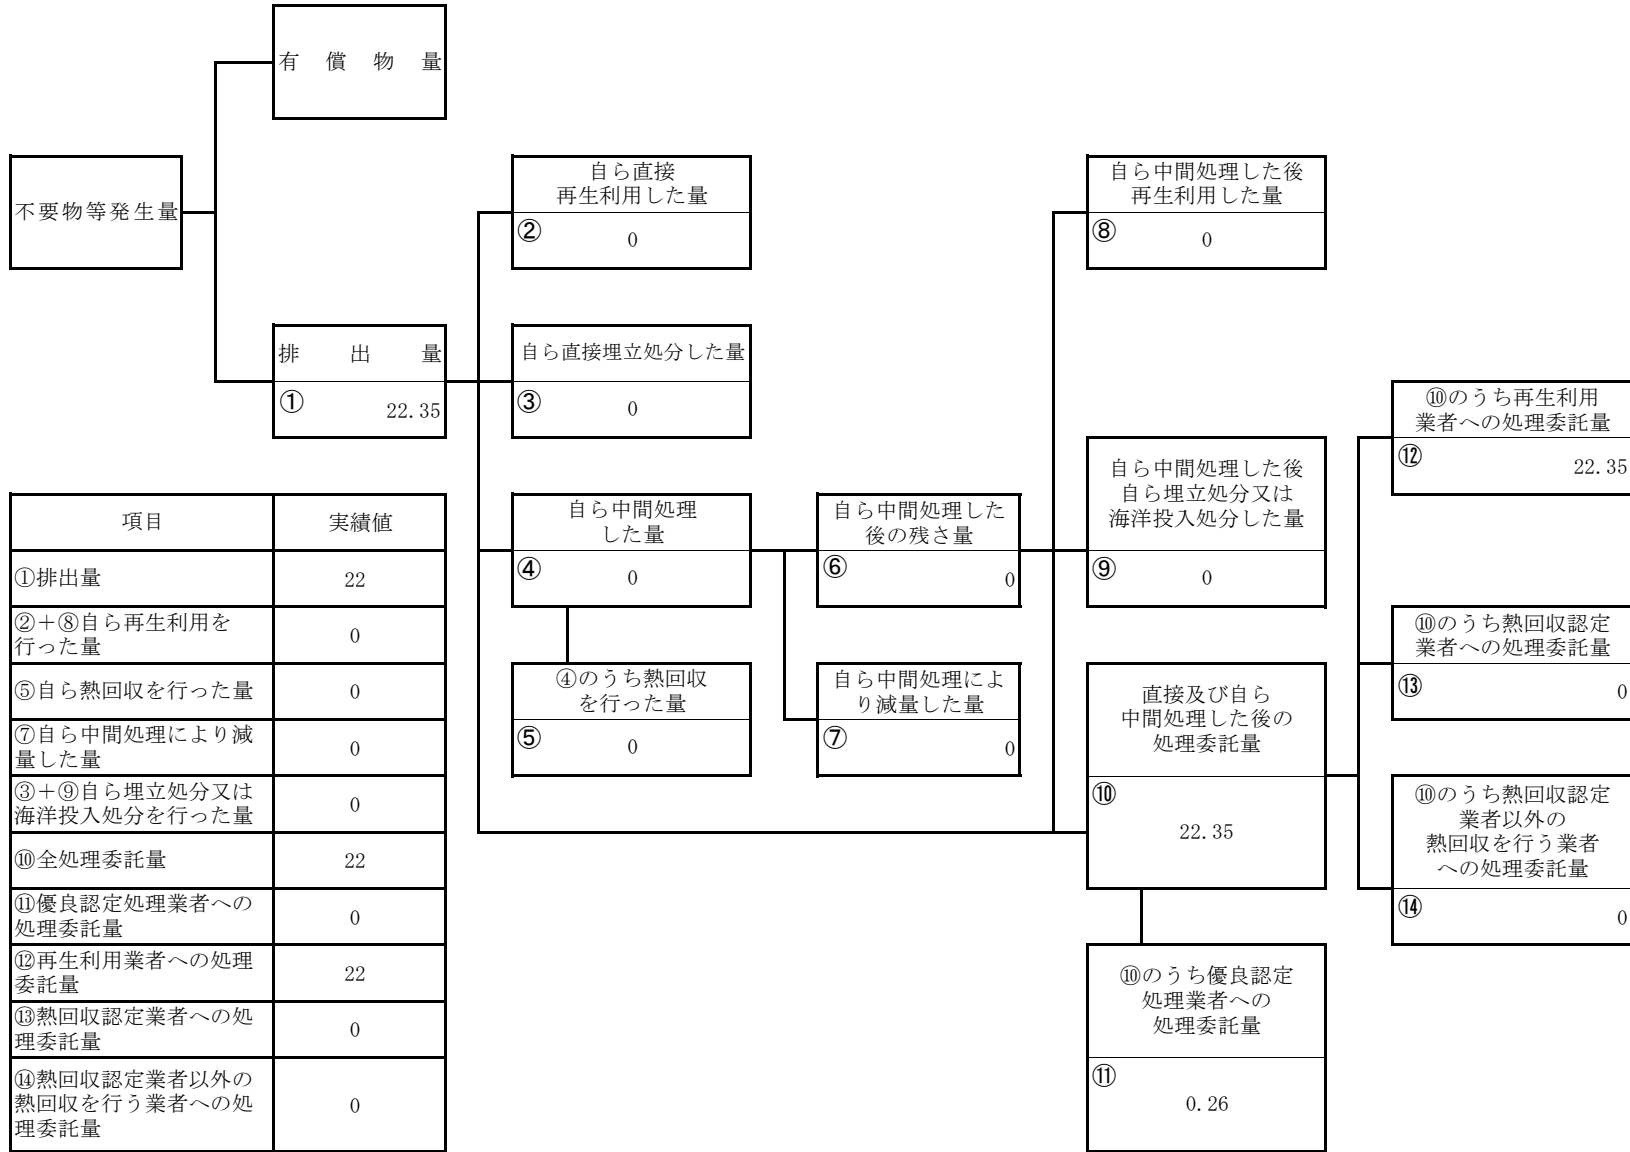 有償物量
不要物等発生量
自ら直接
再生利用した量
② 0
自ら中間処理した後
再生利用した量
⑧ 0
排出量
① 22.35
自ら直接埋立処分した量
③ 0
⑩のうち再生利用
業者への処理委託量
⑫ 22.35
自ら中間処理した後
自ら埋立処分又は
海洋投入処分した量
⑨ 0
自ら中間処理
した量
④ 0
自ら中間処理した
後の残さ量
⑥ 0
⑩のうち熱回収認定
業者への処理委託量
⑬ 0
④のうち熱回収
を行った量
⑤ 0
自ら中間処理によ
り減量した量
⑦ 0
直接及び自ら
中間処理した後の
処理委託量
⑩
22.35
⑩のうち熱回収認定
業者以外の
熱回収を行う業者
への処理委託量
⑭ 0
⑩のうち優良認定
処理業者への
処理委託量
⑪
0.26
項目 実績値
①排出量 22
②＋⑧自ら再生利用を
行った量 0
⑤自ら熱回収を行った量 0
⑦自ら中間処理により減
量した量 0
③＋⑨自ら埋立処分又は
海洋投入処分を行った量 0
⑩全処理委託量 22
⑪優良認定処理業者への
処理委託量 0
⑫再生利用業者への処理
委託量 22
⑬熱回収認定業者への処
理委託量 0
⑭熱回収認定業者以外の
熱回収を行う業者への処
理委託量 0